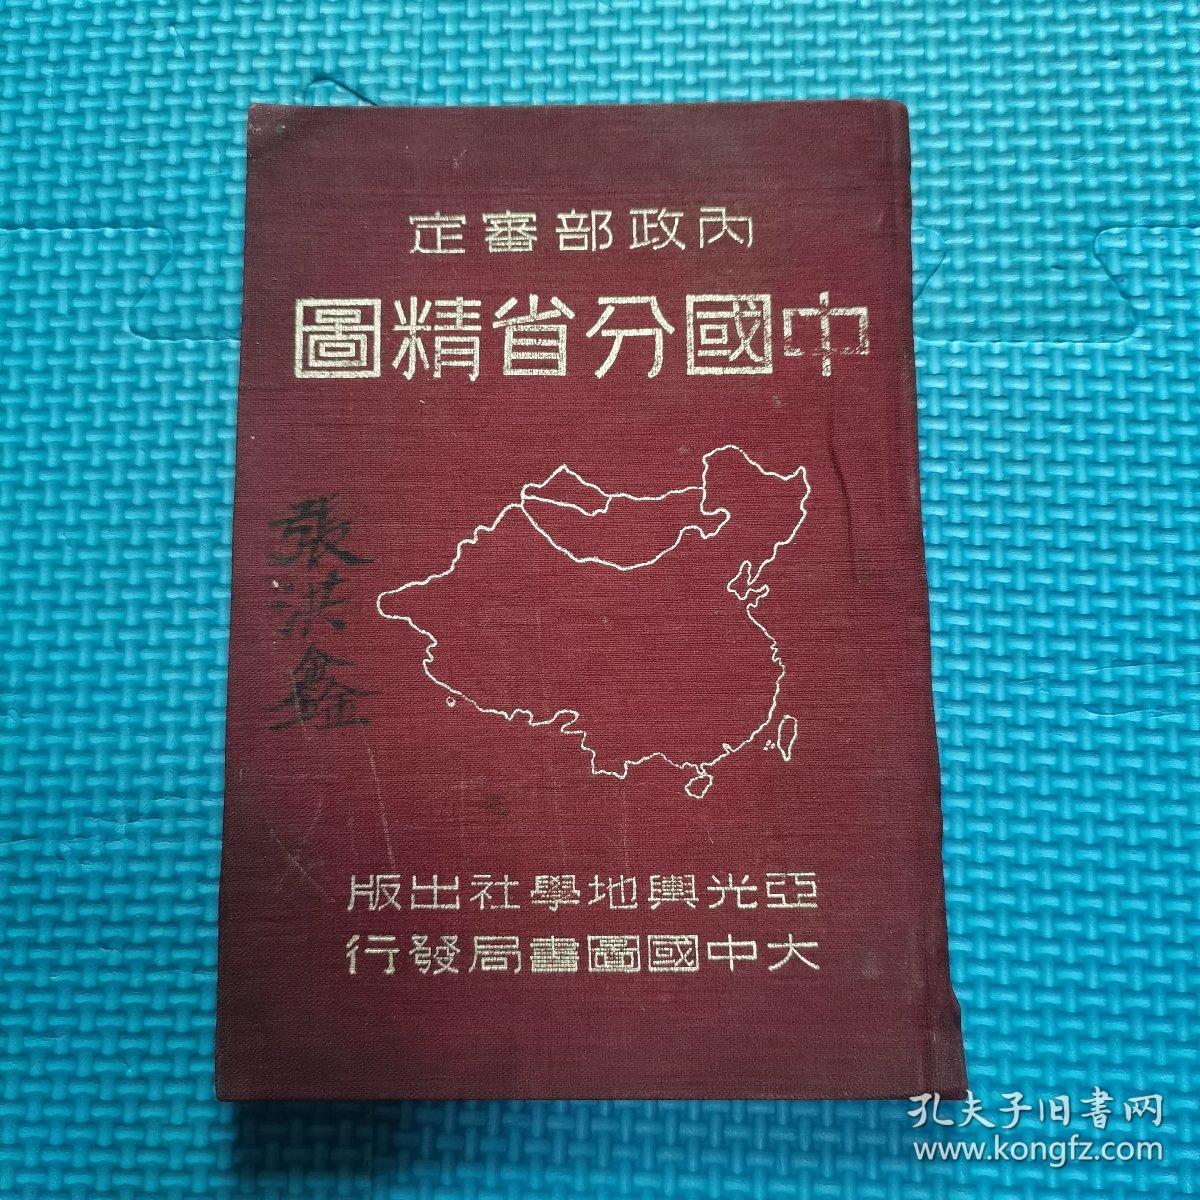 內政部審定
中國分省精圖
張洪鑫
亞光輿地學社出版
大中國圖書局發行
孔夫子旧書网
www.kongfz.com